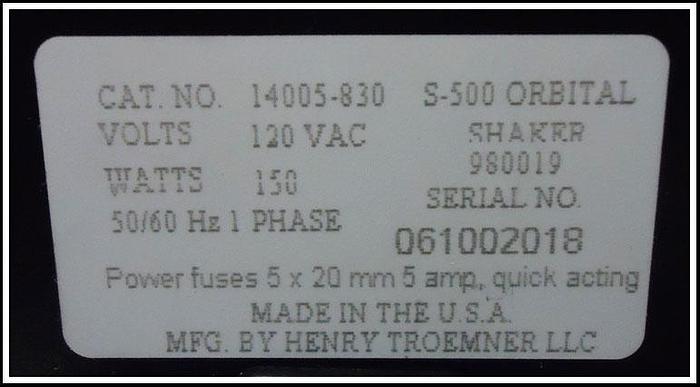 CAT. NO. 14005-830 S-500 ORBITAL
VOLTS 120 VAC SHAKER
980019
WATTS 150
SERIAL NO.
50/60 Hz 1 PHASE
061002018
Power fuses 5 x 20 mm 5 amp, quick acting
MADE IN THE U.S.A.
MFG. BY HENRY TROEMNER LLC